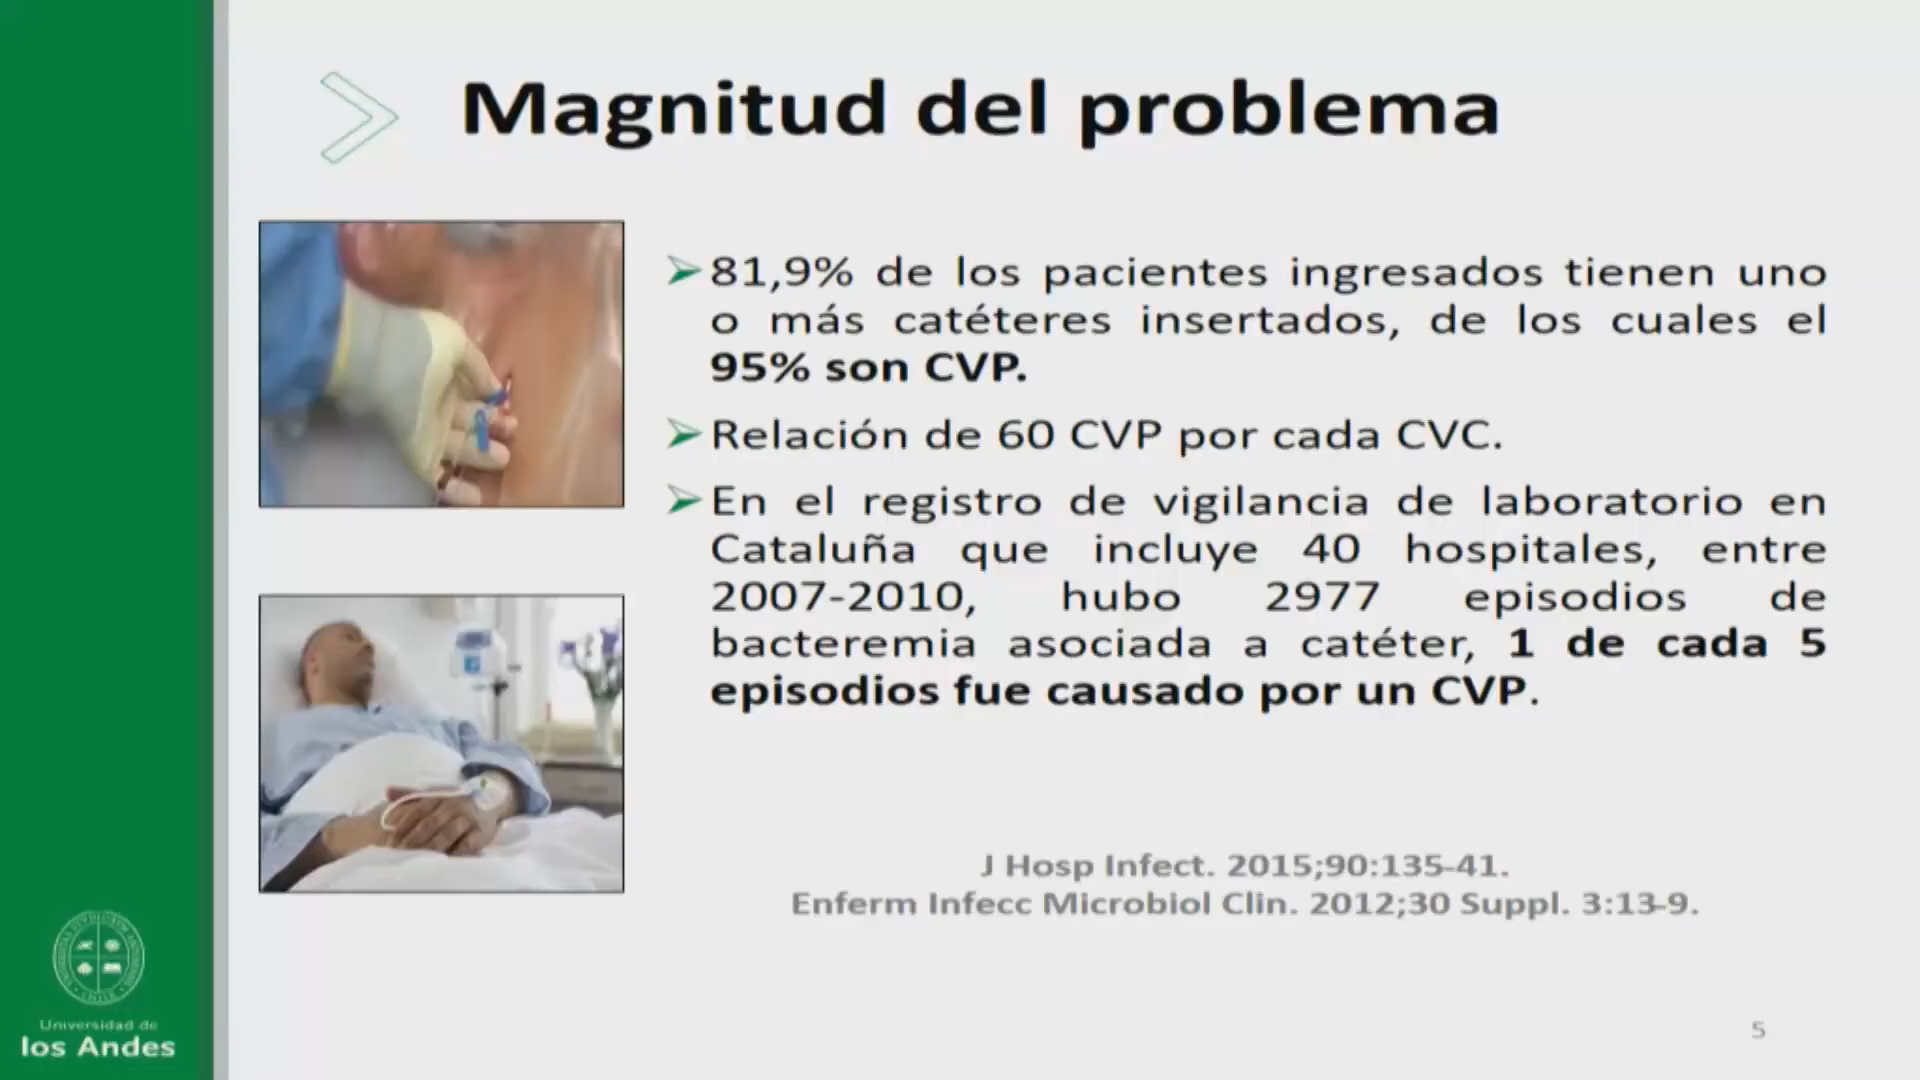 Magnitud del problema
81,9% de los pacientes ingresados tienen uno
o más catéteres insertados, de los cuales el
95% son CVP.
Relación de 60 CVP por cada CVC.
En el registro de vigilancia de laboratorio en
Cataluña que incluye 40 hospitales, entre
2007-2010, hubo 2977 episodios de
bacteremia asociada a catéter, 1 de cada 5
episodios fue causado por un CVP.
J Hosp Infect. 2015;90:135-41.
Enferm Infecc Microbiol Clin. 2012;30 Suppl. 3:13-9.
Universidad de
los Andes
5